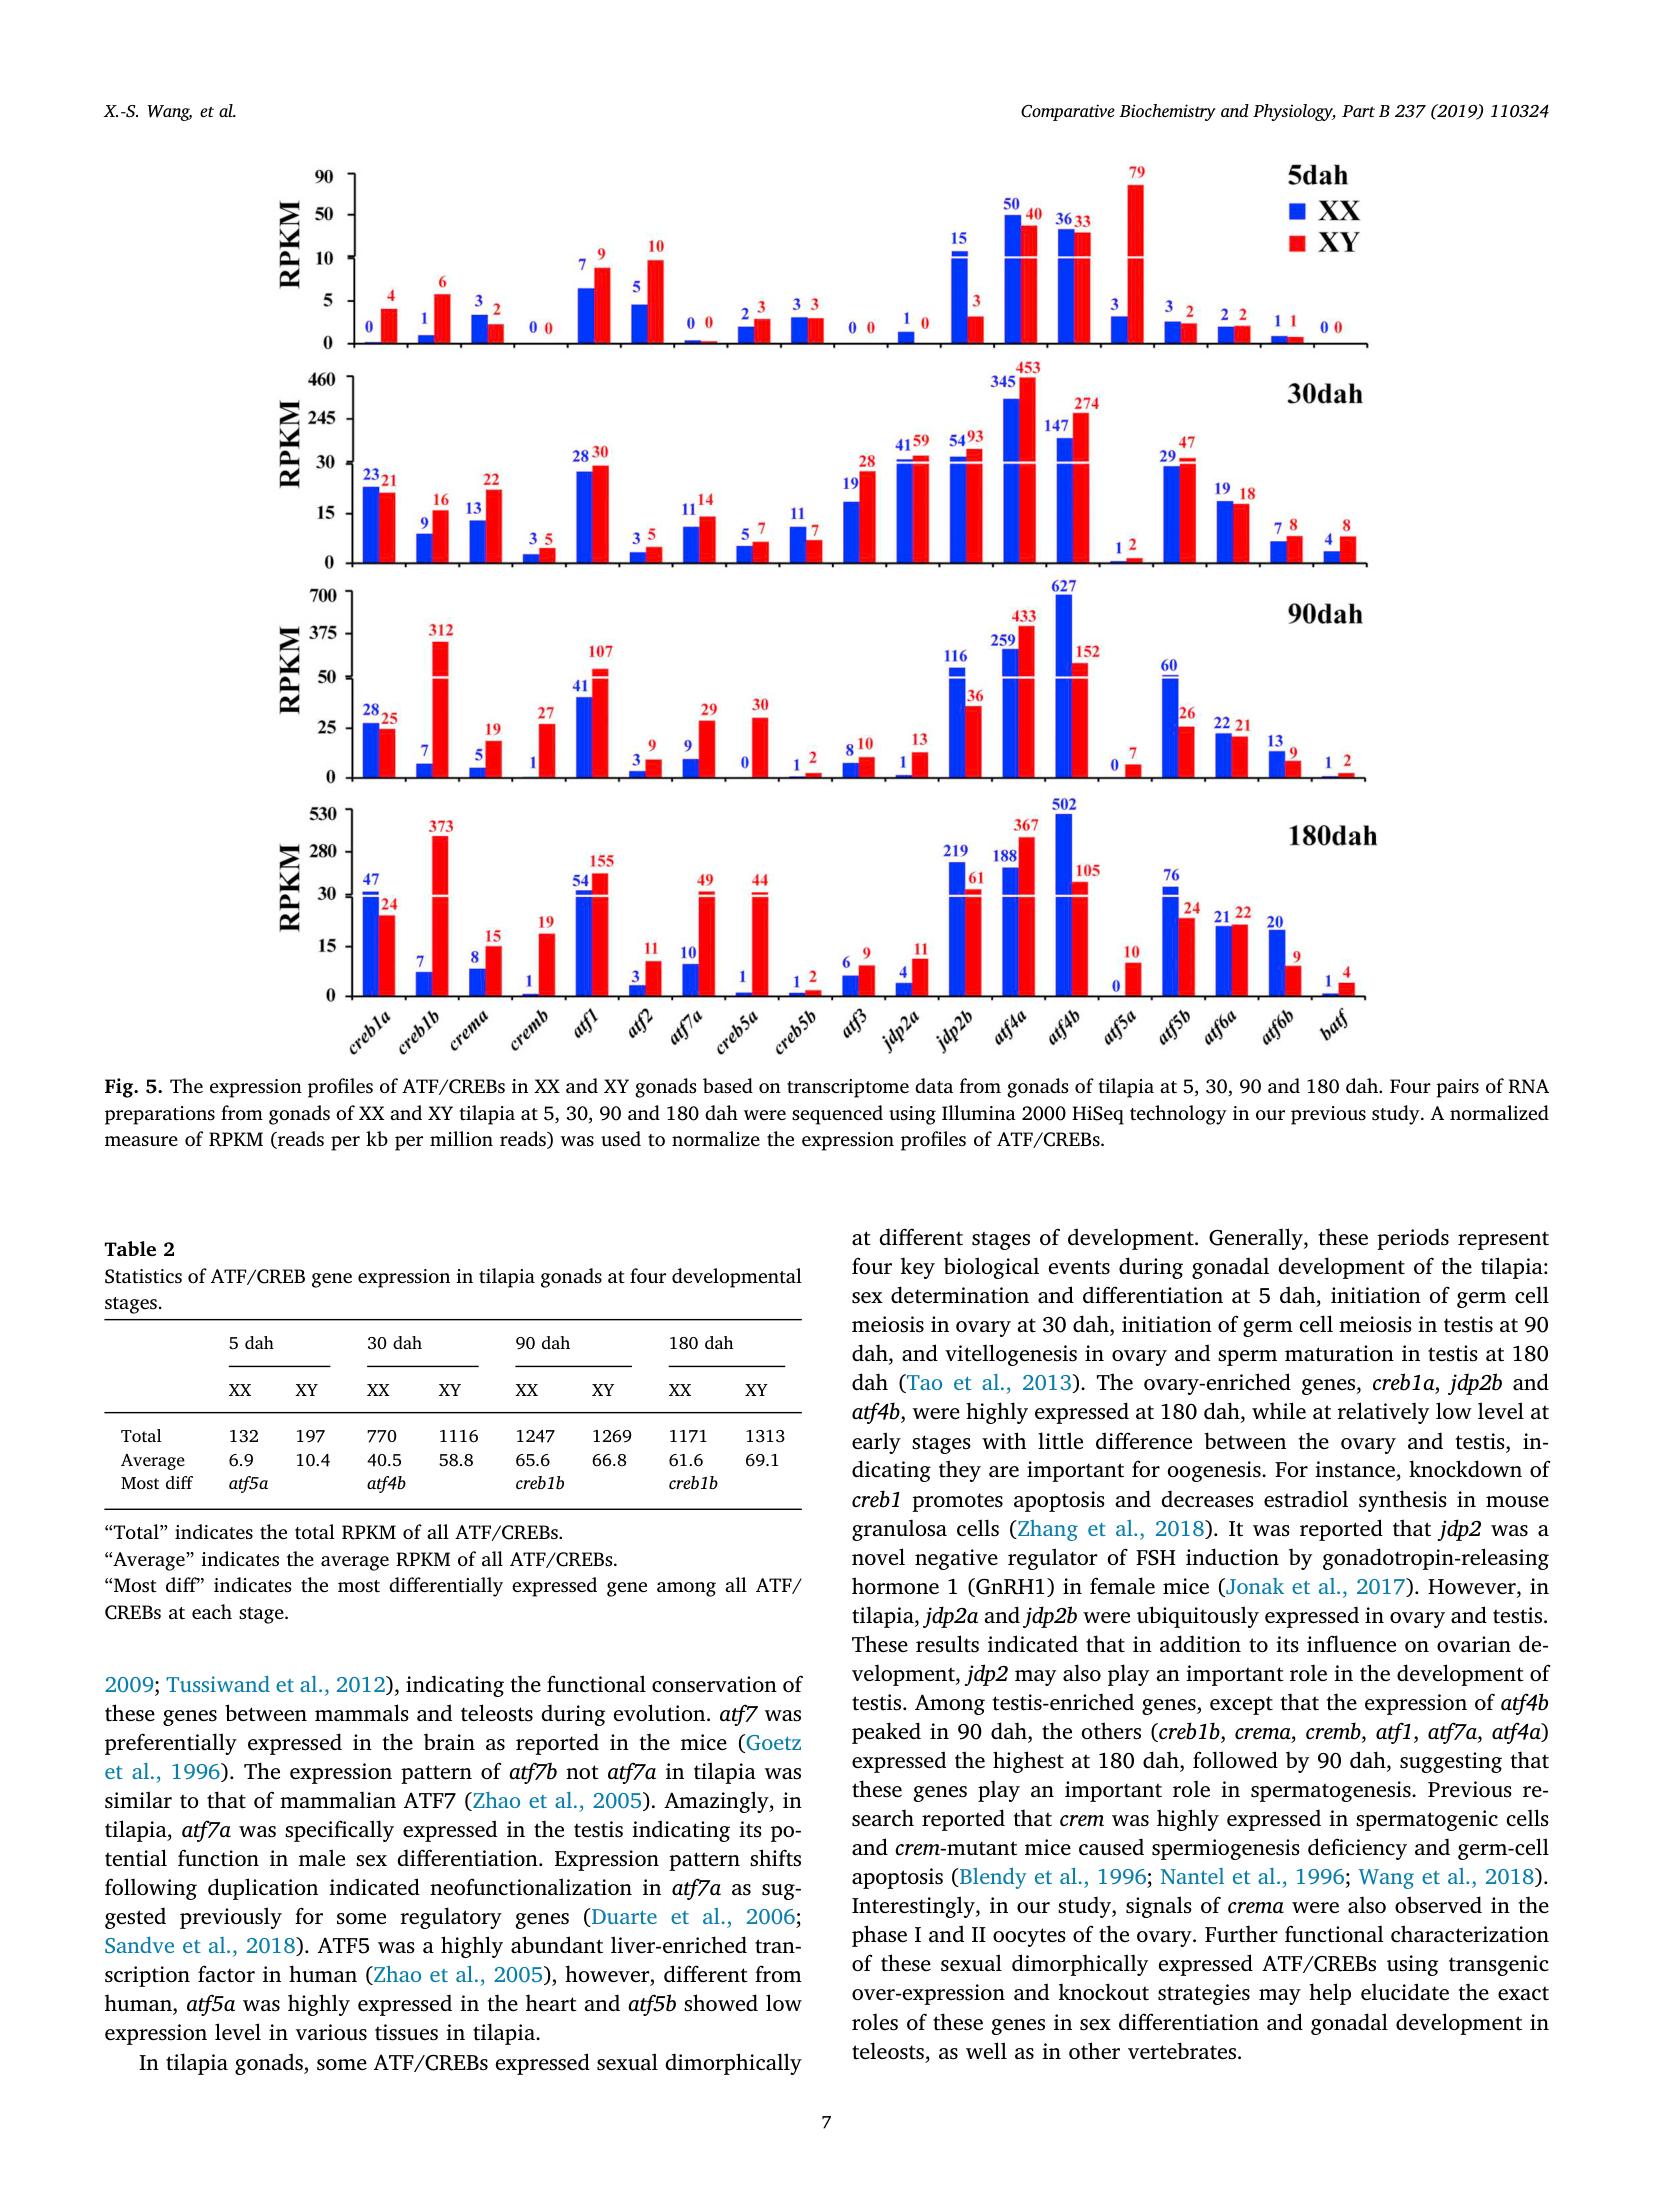 X.-S. Wang, et al.
Comparative Biochemistry and Physiology, Part B 237 (2019) 110324
5dah
XX
XY
RPKM
90
50
10
5
0
0 4 1 6 3 2 0 0 7 9 5 10 0 0 2 3 3 3 0 0 1 0 15 3 50 40 36 33 3 79 3 2 2 2 1 1 0 0
30dah
RPKM
460
245
30
15
0
23 21 9 16 13 22 3 5 28 30 3 5 11 14 5 7 11 7 19 28 41 59 54 93 345 453 147 274 1 2 29 47 19 18 7 8 4 8
90dah
RPKM
700
375
50
25
0
28 25 7 312 5 19 1 27 41 107 3 9 9 29 0 30 1 2 8 10 1 13 116 36 259 433 627 152 0 7 60 26 22 21 13 9 1 2
180dah
RPKM
530
280
30
15
0
47 24 7 373 8 15 1 19 54 155 3 11 10 49 1 44 1 2 6 9 4 11 219 61 188 367 502 105 0 10 76 24 21 22 20 9 1 4
creb1a creb1b crema cremb atf1 atf2 atf7a creb5a creb5b atf3 jdp2a jdp2b atf4a atf4b atf5a atf5b atf6a atf6b batf
Fig. 5. The expression profiles of ATF/CREBs in XX and XY gonads based on transcriptome data from gonads of tilapia at 5, 30, 90 and 180 dah. Four pairs of RNA
preparations from gonads of XX and XY tilapia at 5, 30, 90 and 180 dah were sequenced using Illumina 2000 HiSeq technology in our previous study. A normalized
measure of RPKM (reads per kb per million reads) was used to normalize the expression profiles of ATF/CREBs.
Table 2
Statistics of ATF/CREB gene expression in tilapia gonads at four developmental
stages.
5 dah 30 dah 90 dah 180 dah
XX XY XX XY XX XY XX XY
Total 132 197 770 1116 1247 1269 1171 1313
Average 6.9 10.4 40.5 58.8 65.6 66.8 61.6 69.1
Most diff atf5a atf4b creb1b creb1b
“Total” indicates the total RPKM of all ATF/CREBs.
“Average” indicates the average RPKM of all ATF/CREBs.
“Most diff” indicates the most differentially expressed gene among all ATF/
CREBs at each stage.
2009; Tussiwand et al., 2012), indicating the functional conservation of
these genes between mammals and teleosts during evolution. atf7 was
preferentially expressed in the brain as reported in the mice (Goetz
et al., 1996). The expression pattern of atf7b not atf7a in tilapia was
similar to that of mammalian ATF7 (Zhao et al., 2005). Amazingly, in
tilapia, atf7a was specifically expressed in the testis indicating its po-
tential function in male sex differentiation. Expression pattern shifts
following duplication indicated neofunctionalization in atf7a as sug-
gested previously for some regulatory genes (Duarte et al., 2006;
Sandve et al., 2018). ATF5 was a highly abundant liver-enriched tran-
scription factor in human (Zhao et al., 2005), however, different from
human, atf5a was highly expressed in the heart and atf5b showed low
expression level in various tissues in tilapia.
In tilapia gonads, some ATF/CREBs expressed sexual dimorphically
at different stages of development. Generally, these periods represent
four key biological events during gonadal development of the tilapia:
sex determination and differentiation at 5 dah, initiation of germ cell
meiosis in ovary at 30 dah, initiation of germ cell meiosis in testis at 90
dah, and vitellogenesis in ovary and sperm maturation in testis at 180
dah (Tao et al., 2013). The ovary-enriched genes, creb1a, jdp2b and
atf4b, were highly expressed at 180 dah, while at relatively low level at
early stages with little difference between the ovary and testis, in-
dicating they are important for oogenesis. For instance, knockdown of
creb1 promotes apoptosis and decreases estradiol synthesis in mouse
granulosa cells (Zhang et al., 2018). It was reported that jdp2 was a
novel negative regulator of FSH induction by gonadotropin-releasing
hormone 1 (GnRH1) in female mice (Jonak et al., 2017). However, in
tilapia, jdp2a and jdp2b were ubiquitously expressed in ovary and testis.
These results indicated that in addition to its influence on ovarian de-
velopment, jdp2 may also play an important role in the development of
testis. Among testis-enriched genes, except that the expression of atf4b
peaked in 90 dah, the others (creb1b, crema, cremb, atf1, atf7a, atf4a)
expressed the highest at 180 dah, followed by 90 dah, suggesting that
these genes play an important role in spermatogenesis. Previous re-
search reported that crem was highly expressed in spermatogenic cells
and crem-mutant mice caused spermiogenesis deficiency and germ-cell
apoptosis (Blendy et al., 1996; Nantel et al., 1996; Wang et al., 2018).
Interestingly, in our study, signals of crema were also observed in the
phase I and II oocytes of the ovary. Further functional characterization
of these sexual dimorphically expressed ATF/CREBs using transgenic
over-expression and knockout strategies may help elucidate the exact
roles of these genes in sex differentiation and gonadal development in
teleosts, as well as in other vertebrates.
7